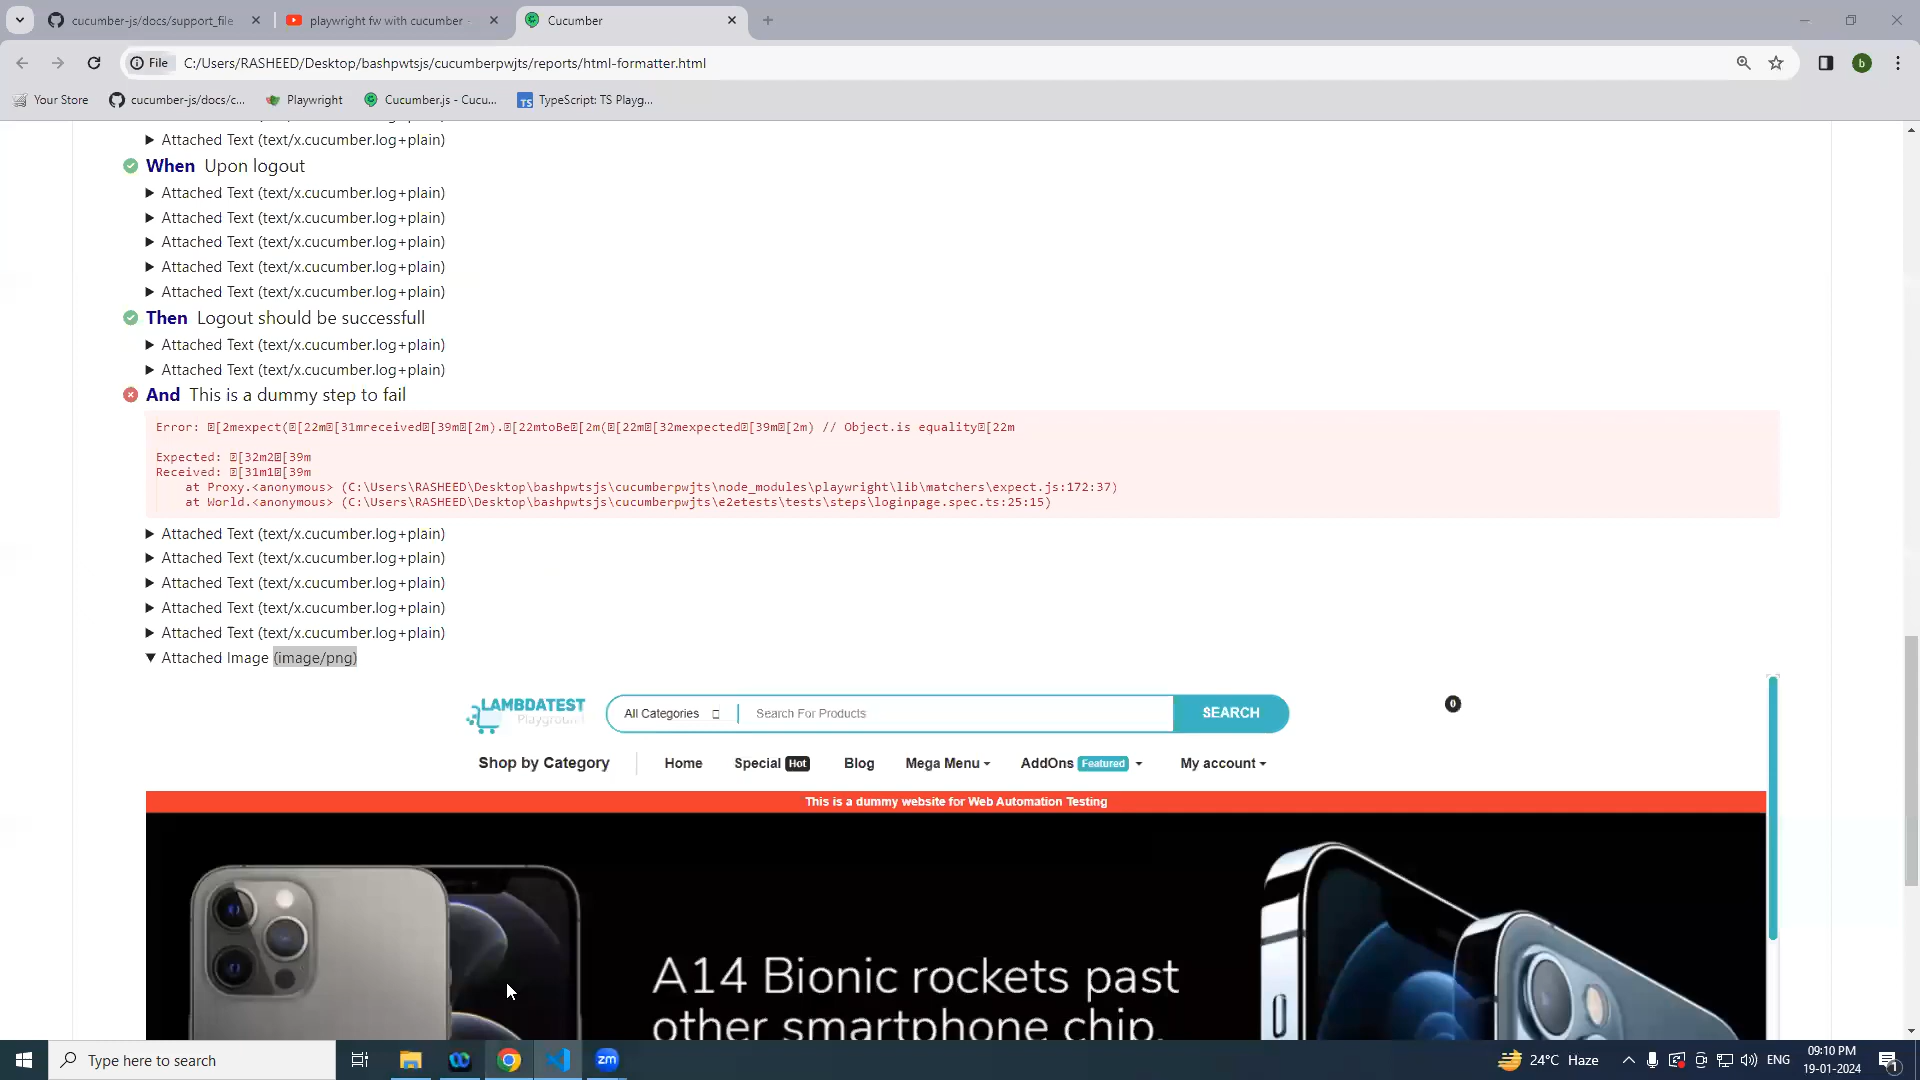 cucumber-js/docs/support_file
playwright fw with cucumber -
Cucumber
File
C:/Users/RASHEED/Desktop/bashpwtsjs/cucumberpwjts/reports/html-formatter.html
b
Your Store
cucumber-js/docs/c...
Playwright
Cucumber.js - Cucu...
TS
TypeScript: TS Playg...
Attached Text (text/x.cucumber.log+plain)
When Upon logout
Attached Text (text/x.cucumber.log+plain)
Attached Text (text/x.cucumber.log+plain)
Attached Text (text/x.cucumber.log+plain)
Attached Text (text/x.cucumber.log+plain)
Attached Text (text/x.cucumber.log+plain)
Then Logout should be successfull
Attached Text (text/x.cucumber.log+plain)
Attached Text (text/x.cucumber.log+plain)
And This is a dummy step to fail
Error: ␛[2mexpect(␛[22m␛[31mreceived␛[39m␛[2m).␛[22mtoBe␛[2m(␛[22m␛[32mexpected␛[39m␛[2m) // Object.is equality␛[22m
Expected: ␛[32m2␛[39m
Received: ␛[31m1␛[39m
at Proxy.<anonymous> (C:\Users\RASHEED\Desktop\bashpwtsjs\cucumberpwjts\node_modules\playwright\lib\matchers\expect.js:172:37)
at World.<anonymous> (C:\Users\RASHEED\Desktop\bashpwtsjs\cucumberpwjts\e2etests\tests\steps\loginpage.spec.ts:25:15)
Attached Text (text/x.cucumber.log+plain)
Attached Text (text/x.cucumber.log+plain)
Attached Text (text/x.cucumber.log+plain)
Attached Text (text/x.cucumber.log+plain)
Attached Text (text/x.cucumber.log+plain)
Attached Image (image/png)
LAMBDATEST
Playground
All Categories
Search For Products
SEARCH
0
Shop by Category
Home
Special Hot
Blog
Mega Menu
AddOns Featured
My account
This is a dummy website for Web Automation Testing
A14 Bionic rockets past
other smartphone chip.
Type here to search
zm
24°C Haze
ENG
09:10 PM
19-01-2024
1